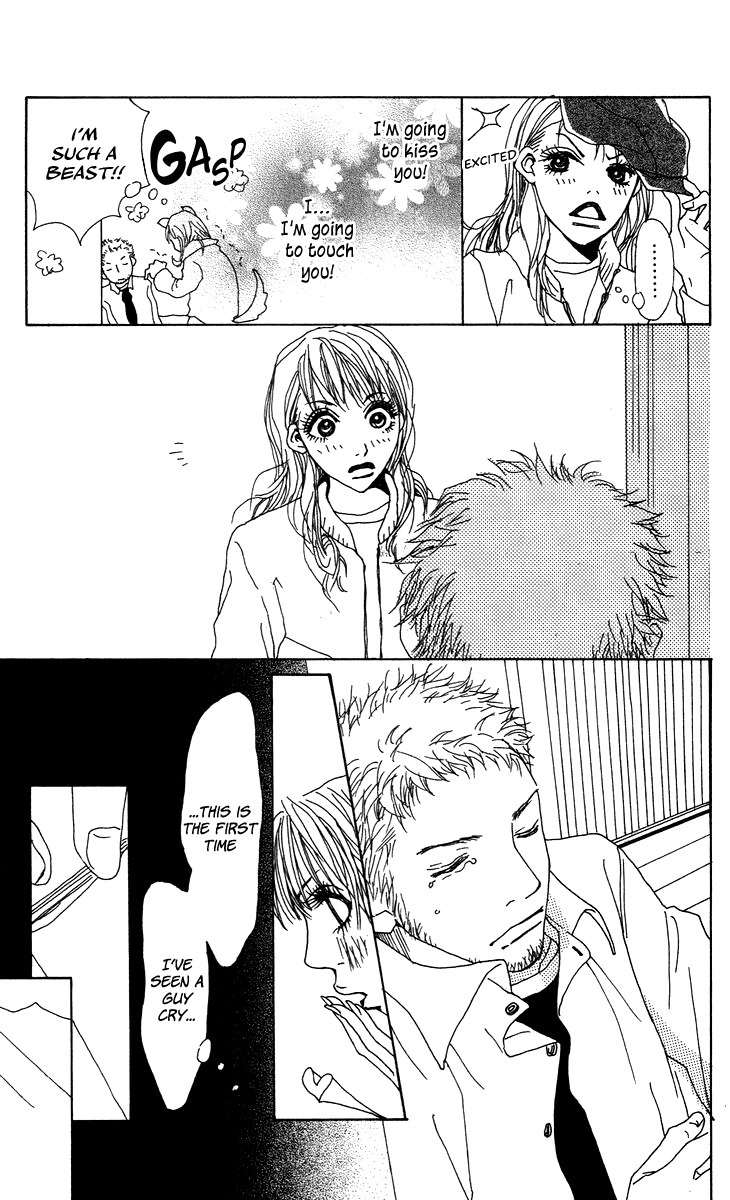 EXCITED
........
I'm going
to kiss
you!
I...
I'm going
to touch
you!
GASP
I'M
SUCH A
BEAST!!
...THIS IS
THE FIRST
TIME
I'VE
SEEN A
GUY
CRY...